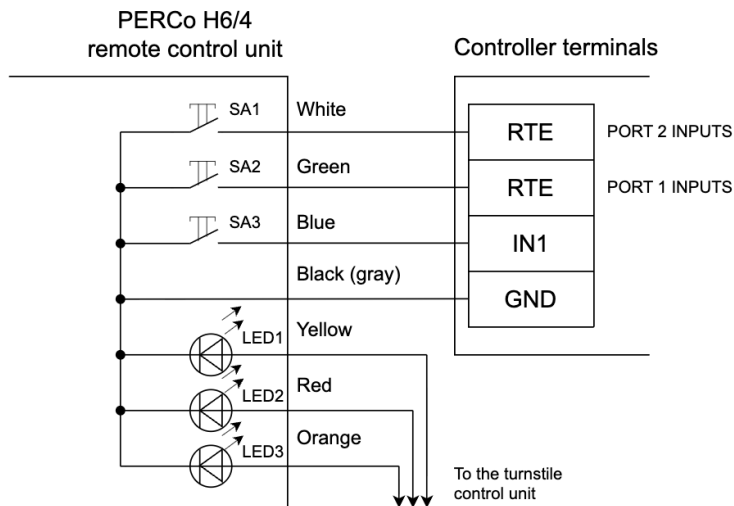 PERCo H6/4
remote control unit
Controller terminals
SA1
White
RTE
PORT 2 INPUTS
SA2
Green
RTE
PORT 1 INPUTS
SA3
Blue
IN1
Black (gray)
GND
LED1
Yellow
LED2
Red
LED3
Orange
To the turnstile
control unit